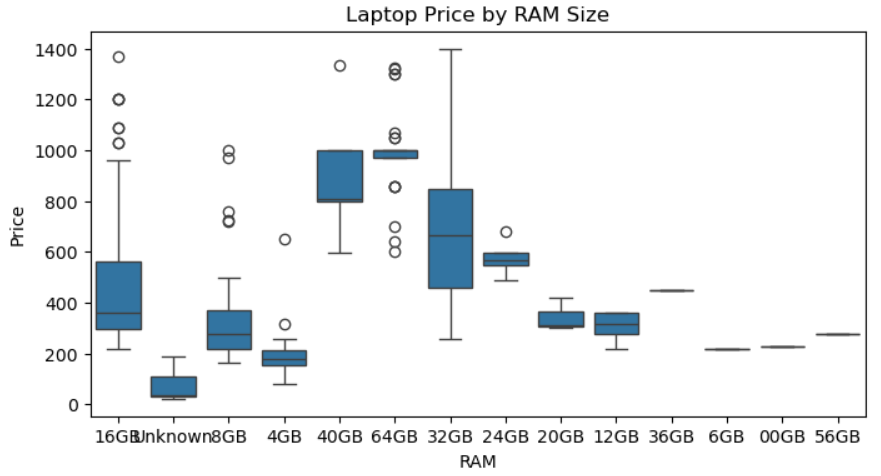 Laptop Price by RAM Size
Price
1400
1200
1000
800
600
400
200
0
16GB Unknown 8GB 4GB 40GB 64GB 32GB 24GB 20GB 12GB 36GB 6GB 00GB 56GB
RAM